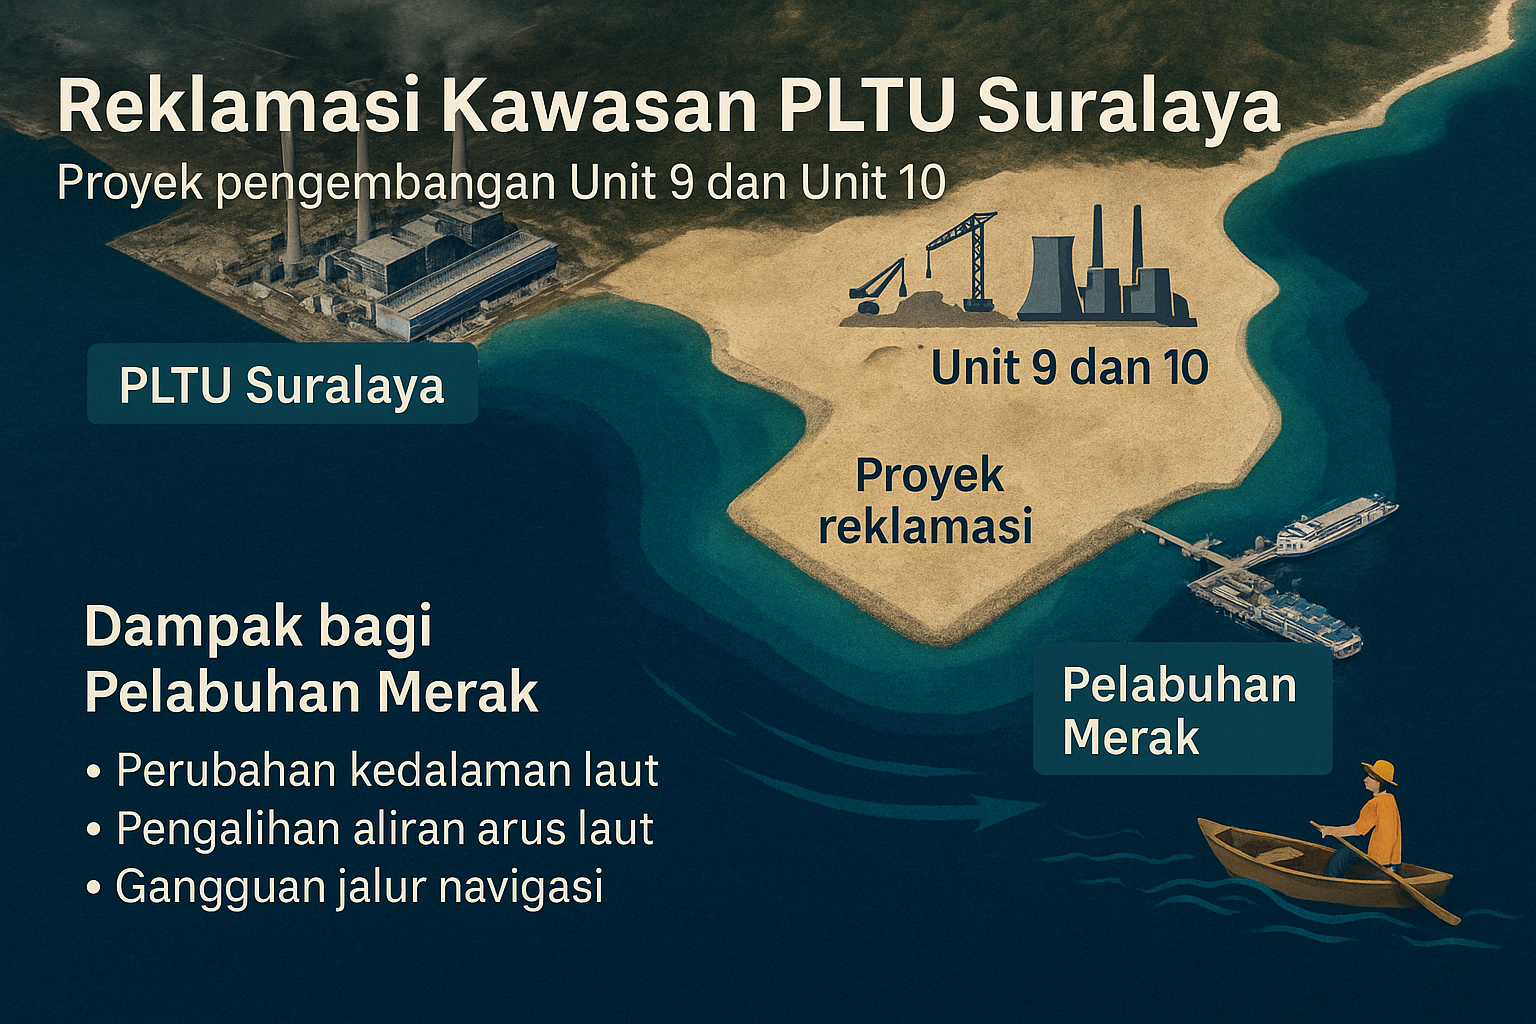 Reklamasi Kawasan PLTU Suralaya
Proyek pengembangan Unit 9 dan Unit 10
PLTU Suralaya
Unit 9 dan 10
Proyek
reklamasi
Dampak bagi
Pelabuhan Merak
• Perubahan kedalaman laut
• Pengalihan aliran arus laut
• Gangguan jalur navigasi
Pelabuhan
Merak